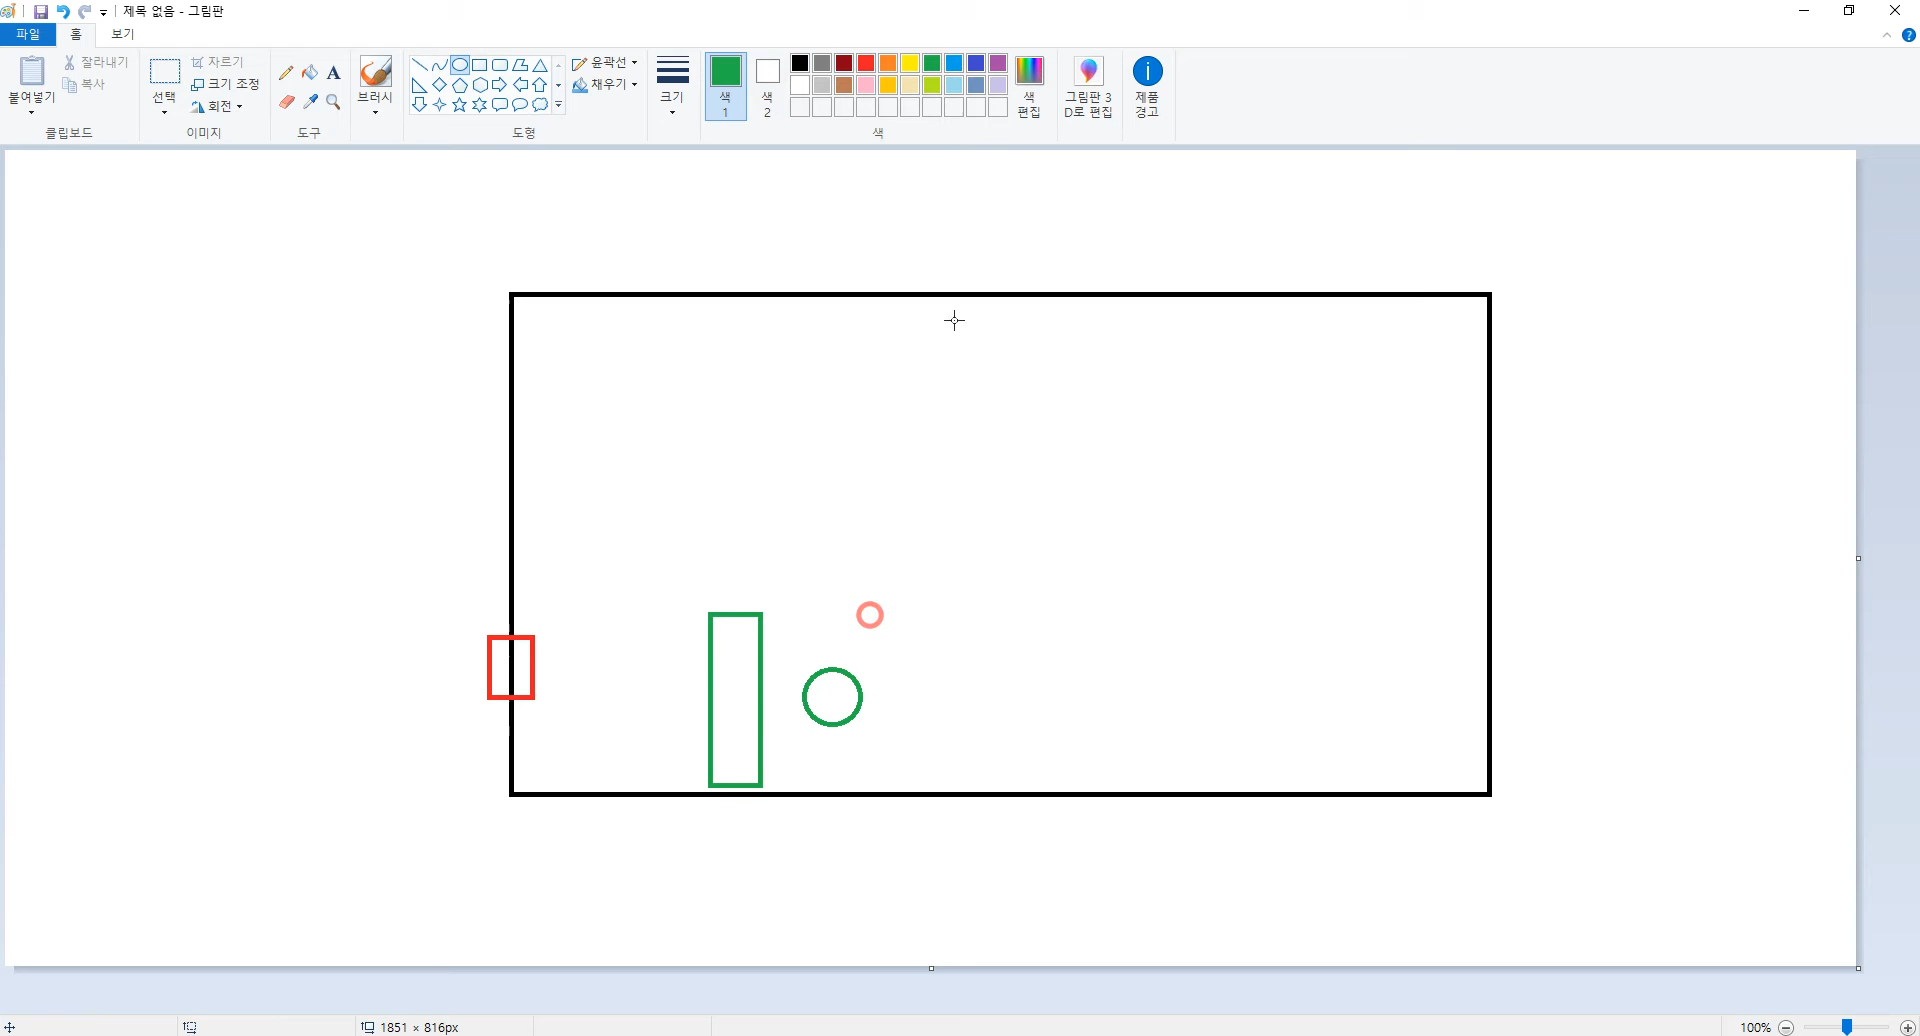 제목 없음 - 그림판
파일
홈
보기
붙여넣기
잘라내기
복사
클립보드
선택
자르기
크기 조정
회전
이미지
A
도구
브러시
윤곽선
채우기
도형
크기
색
1
색
2
색
편집
색
그림판 3
D로 편집
제품
경고
1851 × 816px
100%